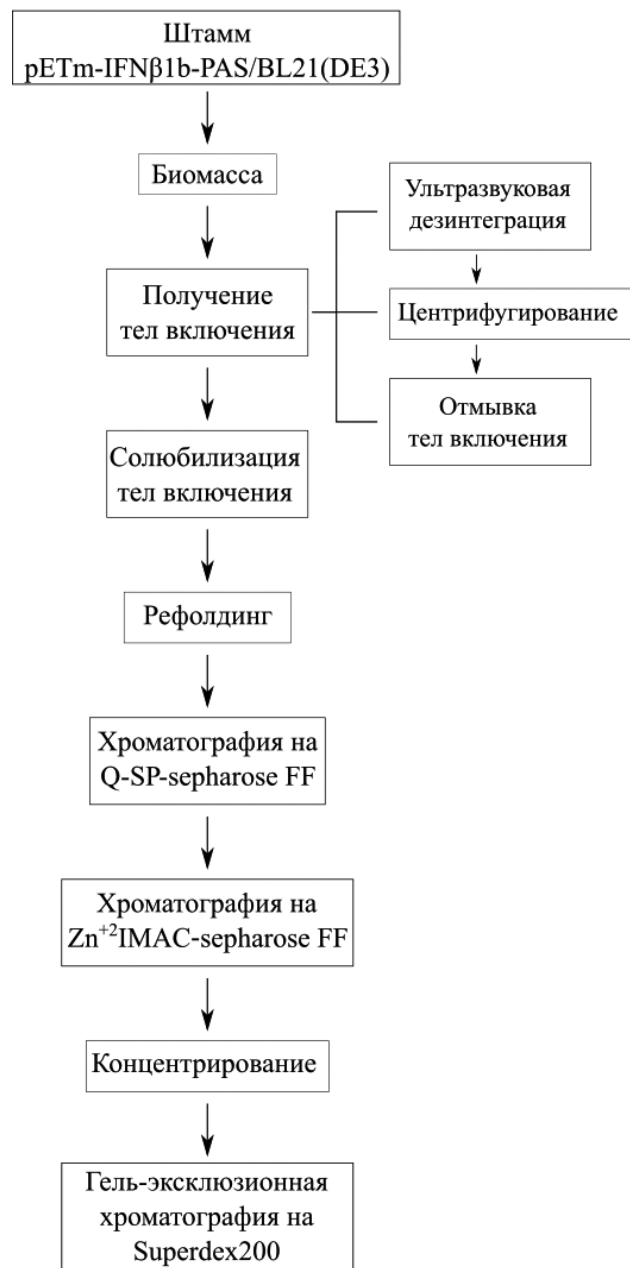 Штамм
pETm-IFNβ1b-PAS/BL21(DE3)
Биомасса
Получение
тел включения
Ультразвуковая
дезинтеграция
Центрифугирование
Отмывка
тел включения
Солюбилизация
тел включения
Рефолдинг
Хроматография на
Q-SP-sepharose FF
Хроматография на
Zn⁺²IMAC-sepharose FF
Концентрирование
Гель-эксклюзионная
хроматография на
Superdex200